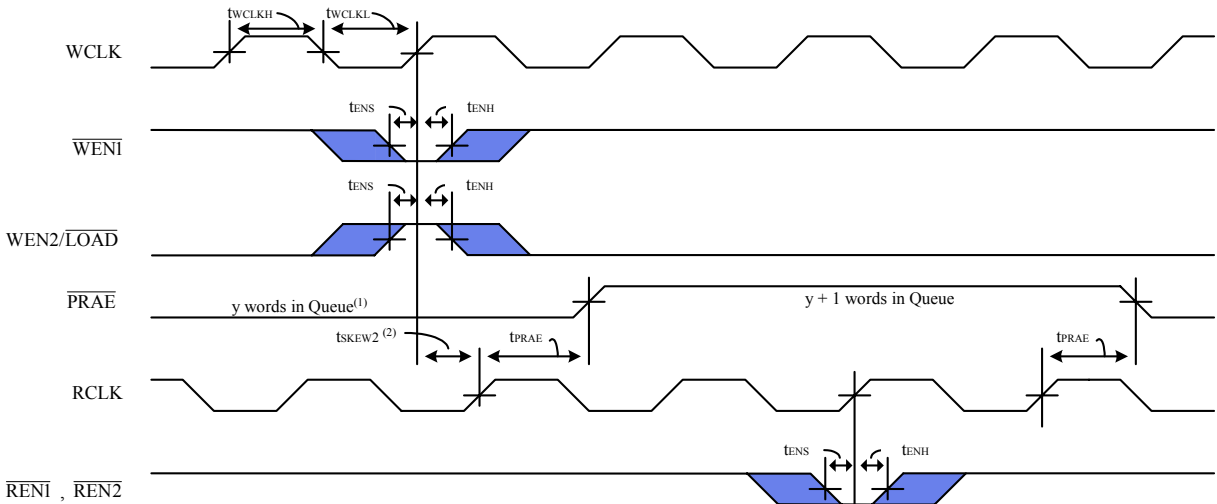 tWCLKH tWCLKL
WCLK
tENS tENH
WEN1
tENS tENH
WEN2/LOAD
PRAE
y words in Queue(1)
y + 1 words in Queue
tSKEW2 (2) tPRAE tPRAE
RCLK
tENS tENH
REN1 , REN2